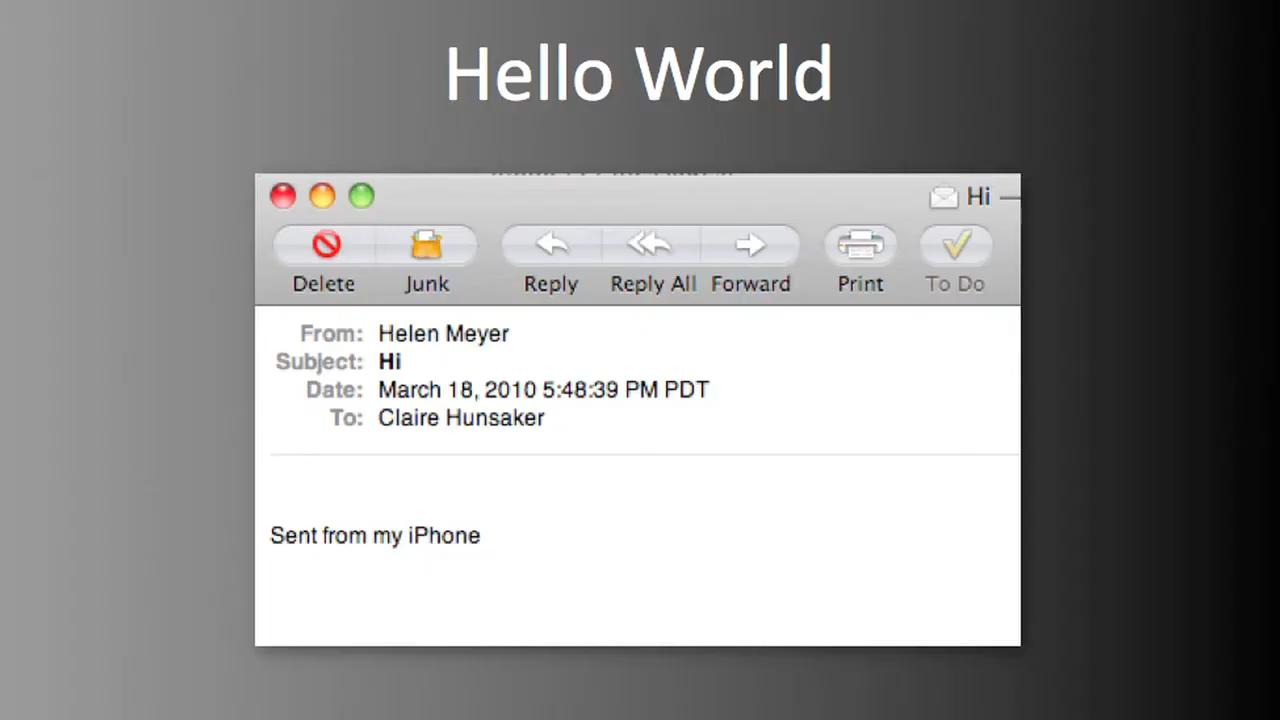 Hello World
Hi —
Delete Junk Reply Reply All Forward Print To Do
From: Helen Meyer
Subject: Hi
Date: March 18, 2010 5:48:39 PM PDT
To: Claire Hunsaker
Sent from my iPhone